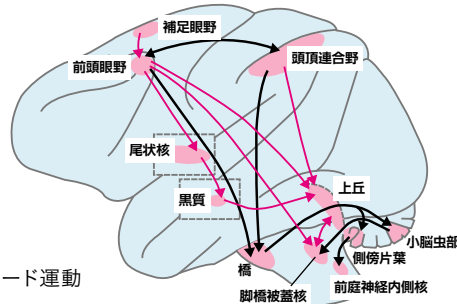 補足眼野
前頭眼野
頭頂連合野
尾状核
黒質
上丘
小脳虫部
側傍片葉
橋
前庭神経内側核
脚橋被蓋核
ード運動